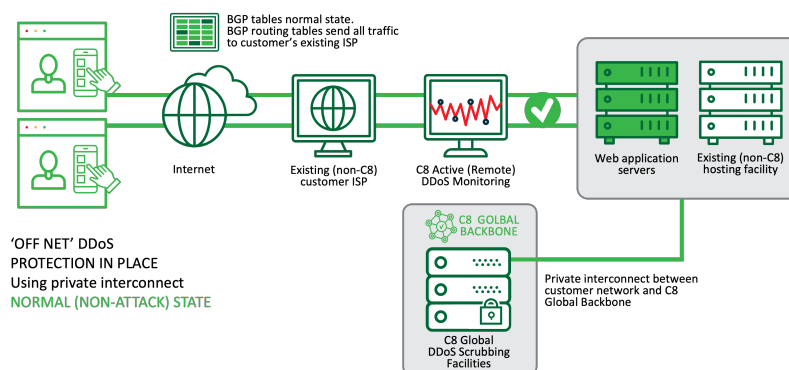 BGP tables normal state.
BGP routing tables send all traffic
to customer's existing ISP
Internet
Existing (non-C8)
customer ISP
C8 Active (Remote)
DDoS Monitoring
Web application
servers
Existing (non-C8)
hosting facility
'OFF NET' DDoS
PROTECTION IN PLACE
Using private interconnect
NORMAL (NON-ATTACK) STATE
C8 GOLBAL
BACKBONE
C8 Global
DDoS Scrubbing
Facilities
Private interconnect between
customer network and C8
Global Backbone